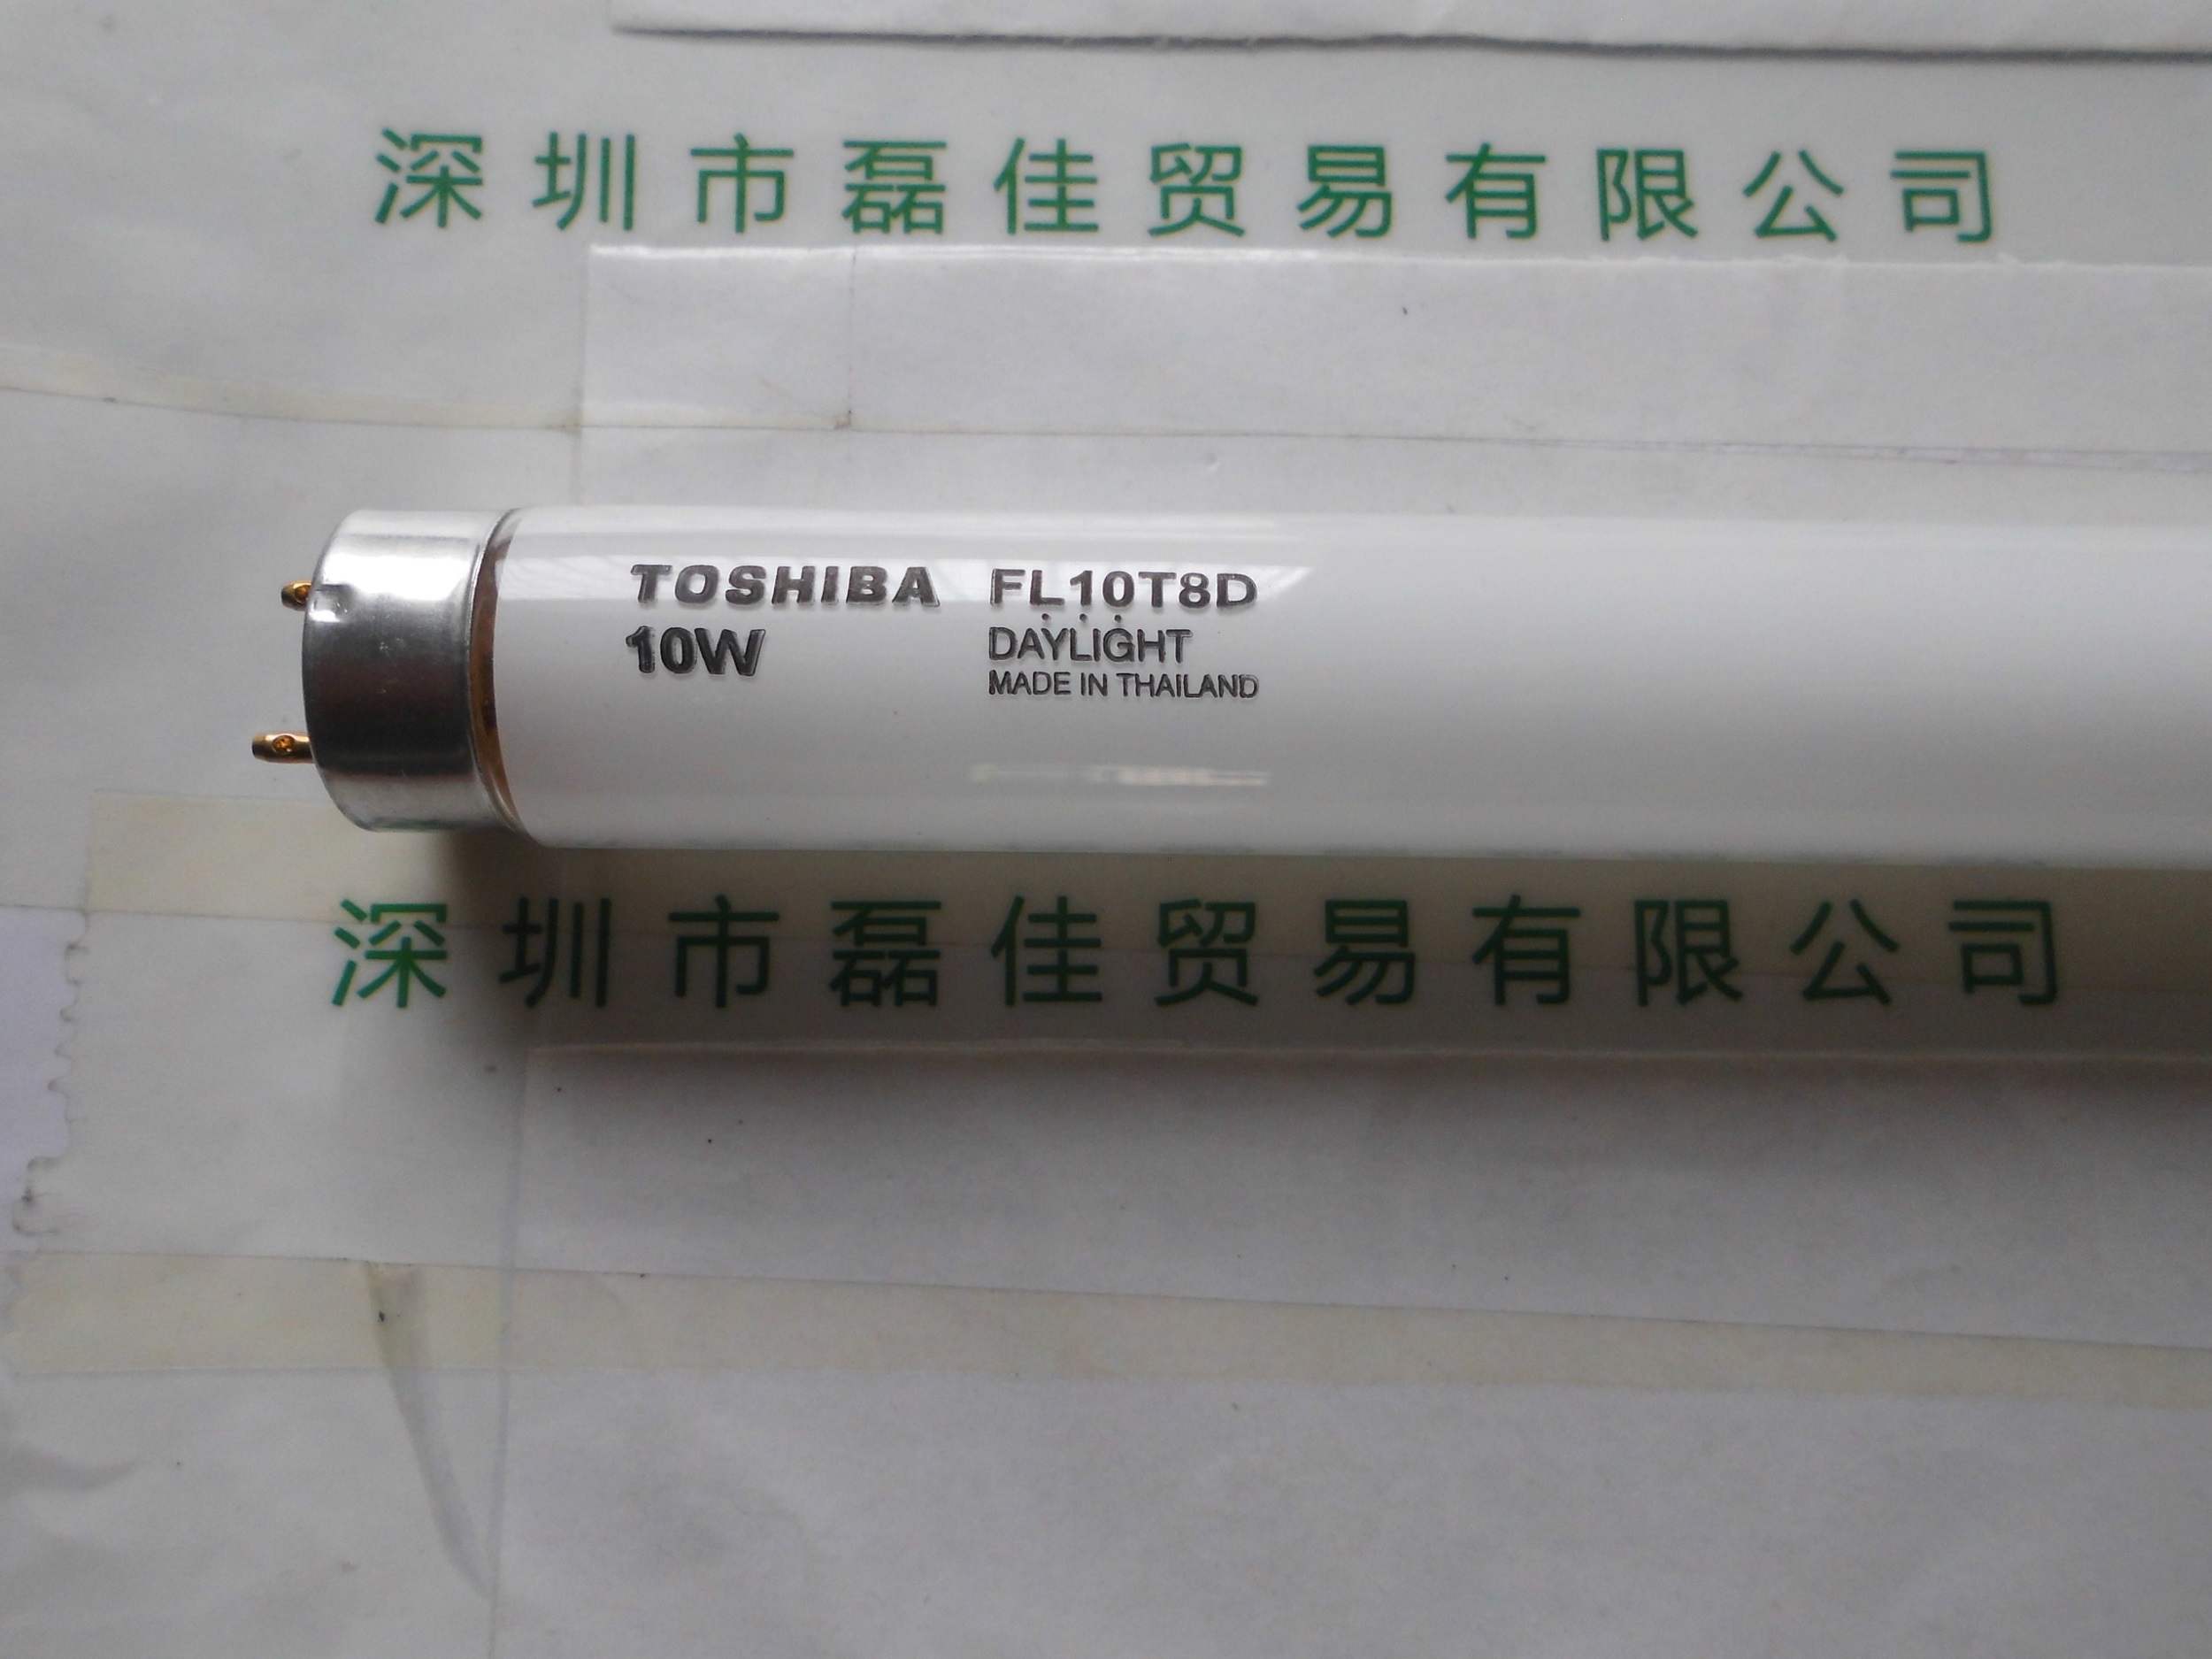 深圳市磊佳贸易有限公司
TOSHIBA FL10T8D
10W DAYLIGHT
MADE IN THAILAND
深圳市磊佳贸易有限公司